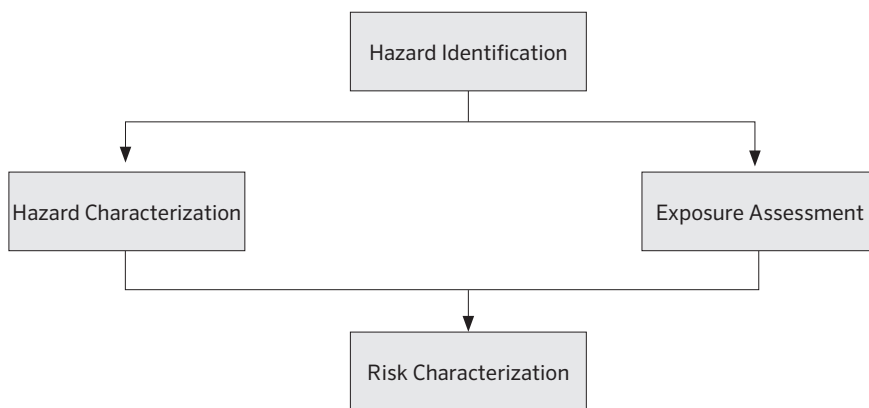 Hazard Identification
Hazard Characterization
Exposure Assessment
Risk Characterization